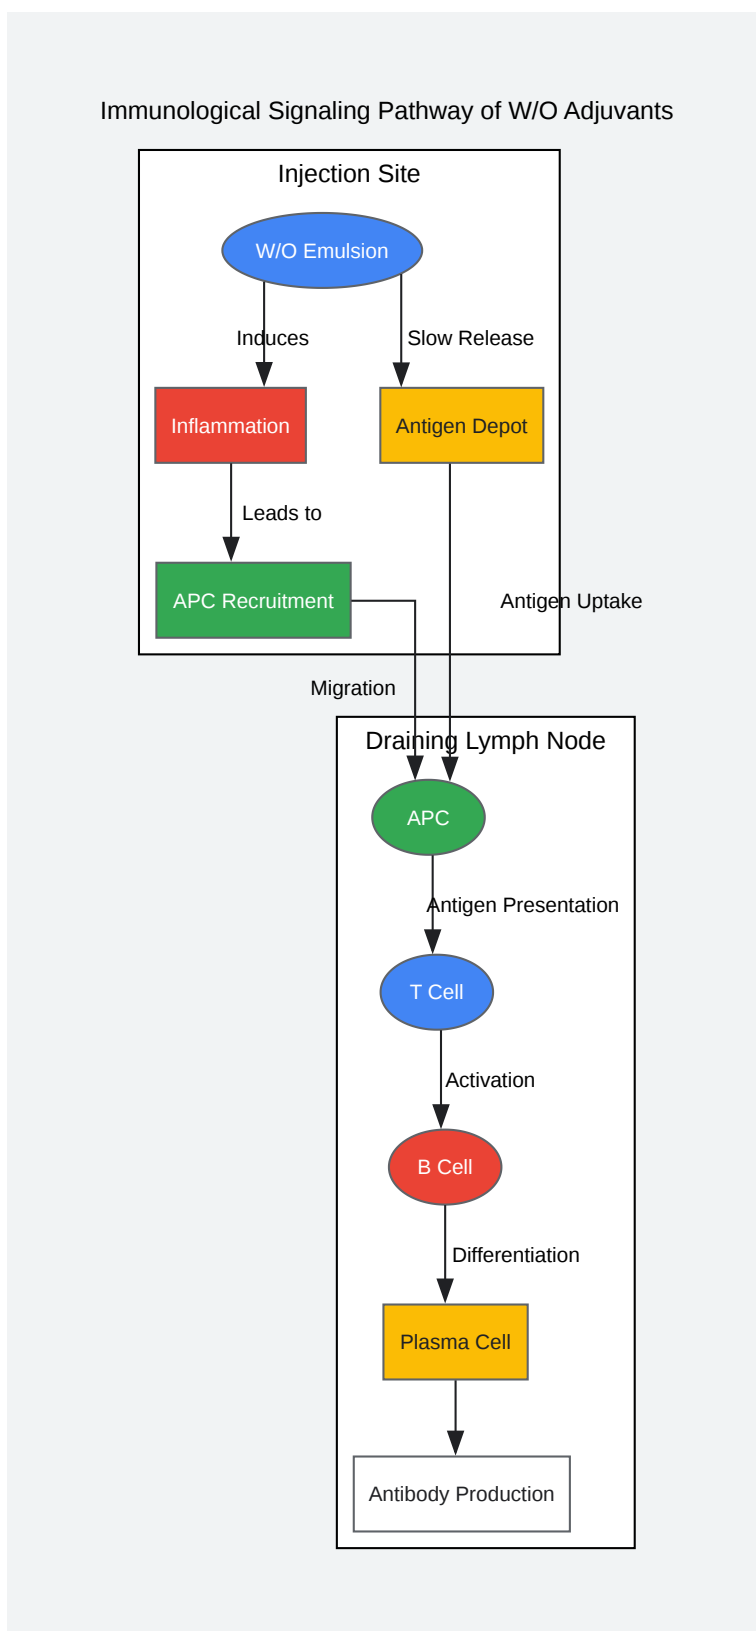 Immunological Signaling Pathway of W/O Adjuvants
Injection Site
W/O Emulsion
Induces
Slow Release
Inflammation
Antigen Depot
Leads to
APC Recruitment
Antigen Uptake
Migration
Draining Lymph Node
APC
Antigen Presentation
T Cell
Activation
B Cell
Differentiation
Plasma Cell
Antibody Production